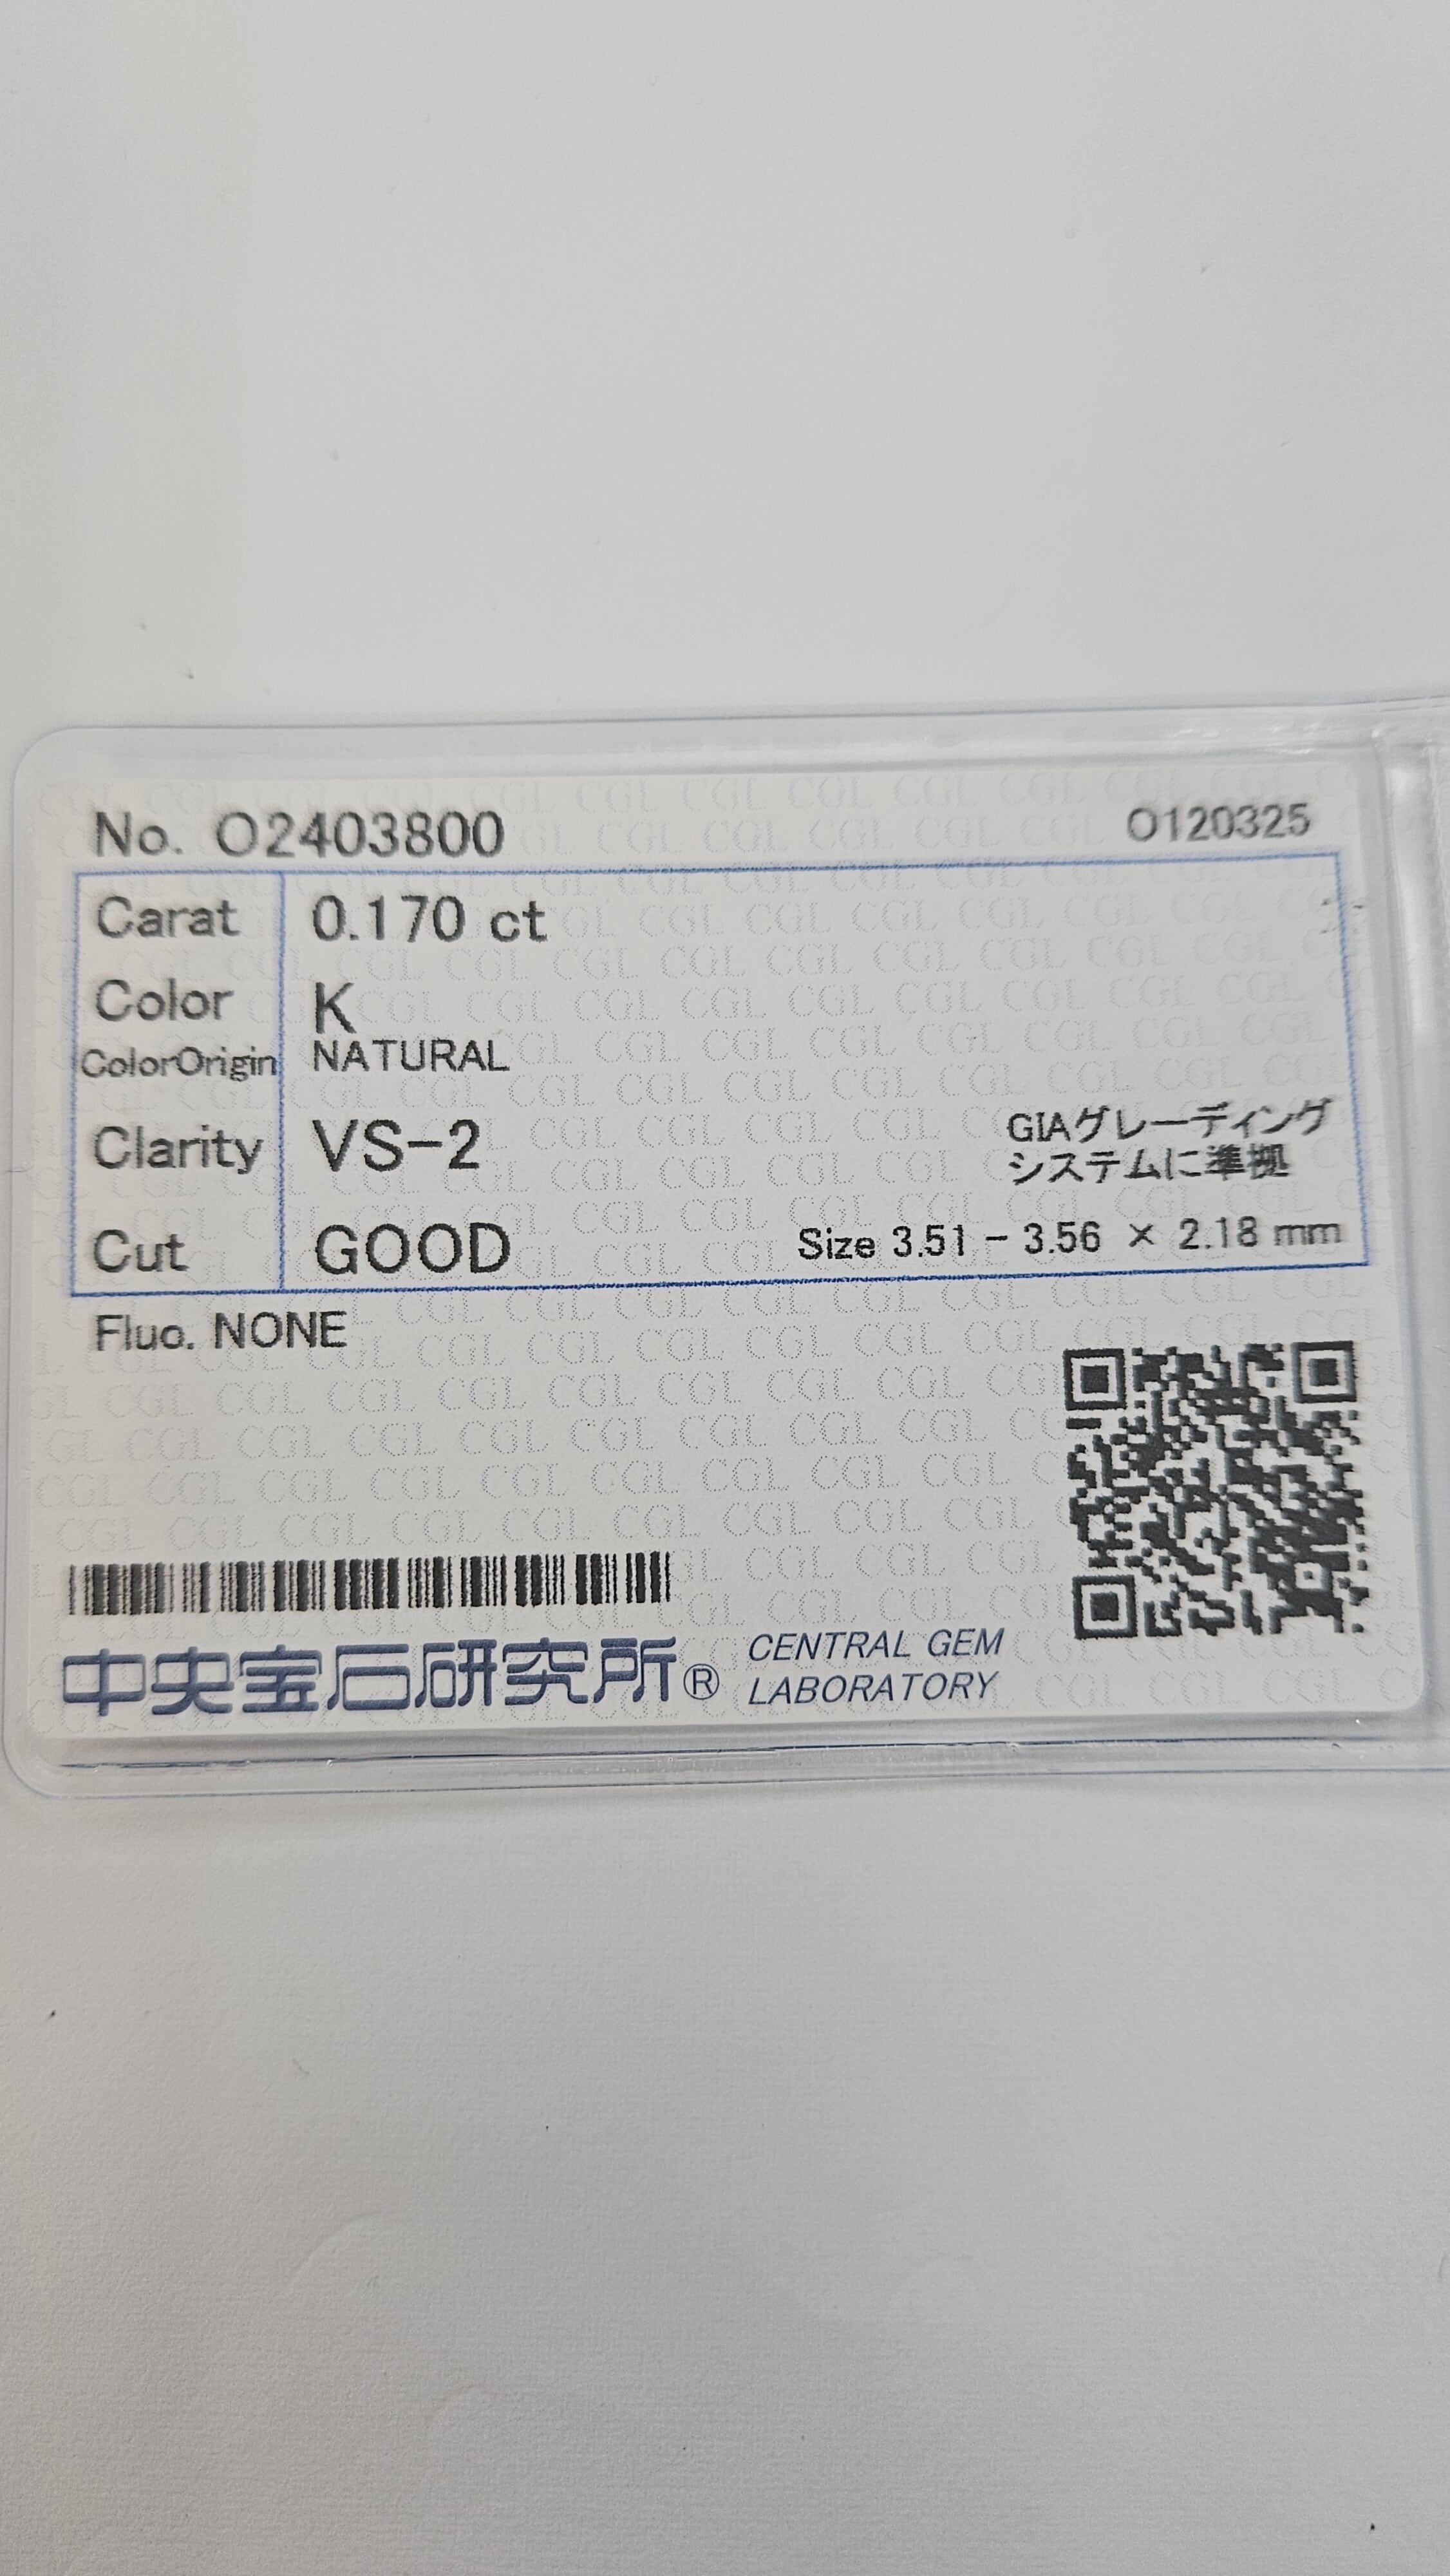 No. O2403800 O120325
Carat 0.170 ct
Color K
ColorOrigin NATURAL
Clarity VS-2
GIAグレーディング
システムに準拠
Cut GOOD Size 3.51 - 3.56 × 2.18 mm
Fluo. NONE
中央宝石研究所® CENTRAL GEM
LABORATORY